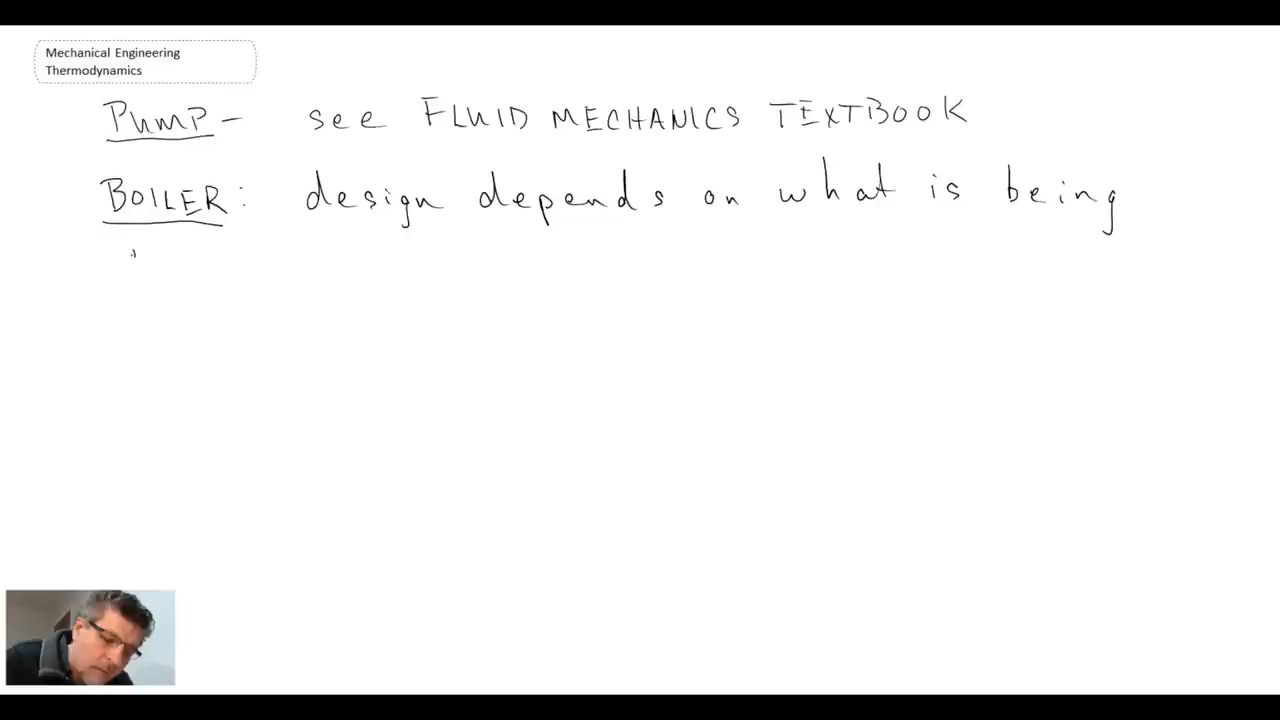 Mechanical Engineering
Thermodynamics
PUMP - see FLUID MECHANICS TEXTBOOK
BOILER: design depends on what is being